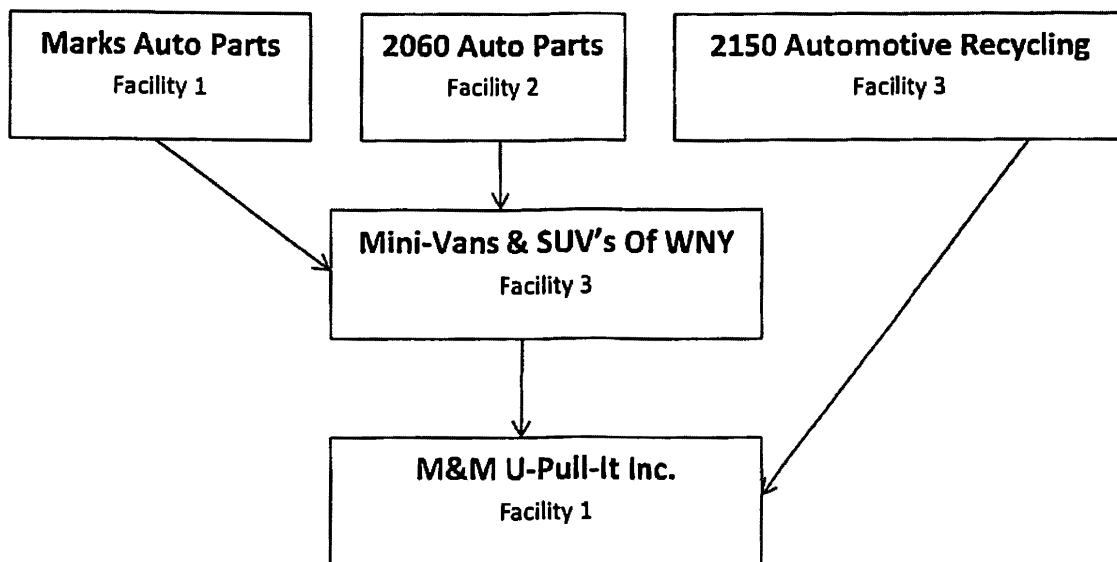 Marks Auto Parts
Facility 1
2060 Auto Parts
Facility 2
2150 Automotive Recycling
Facility 3
Mini-Vans & SUV's Of WNY
Facility 3
M&M U-Pull-It Inc.
Facility 1